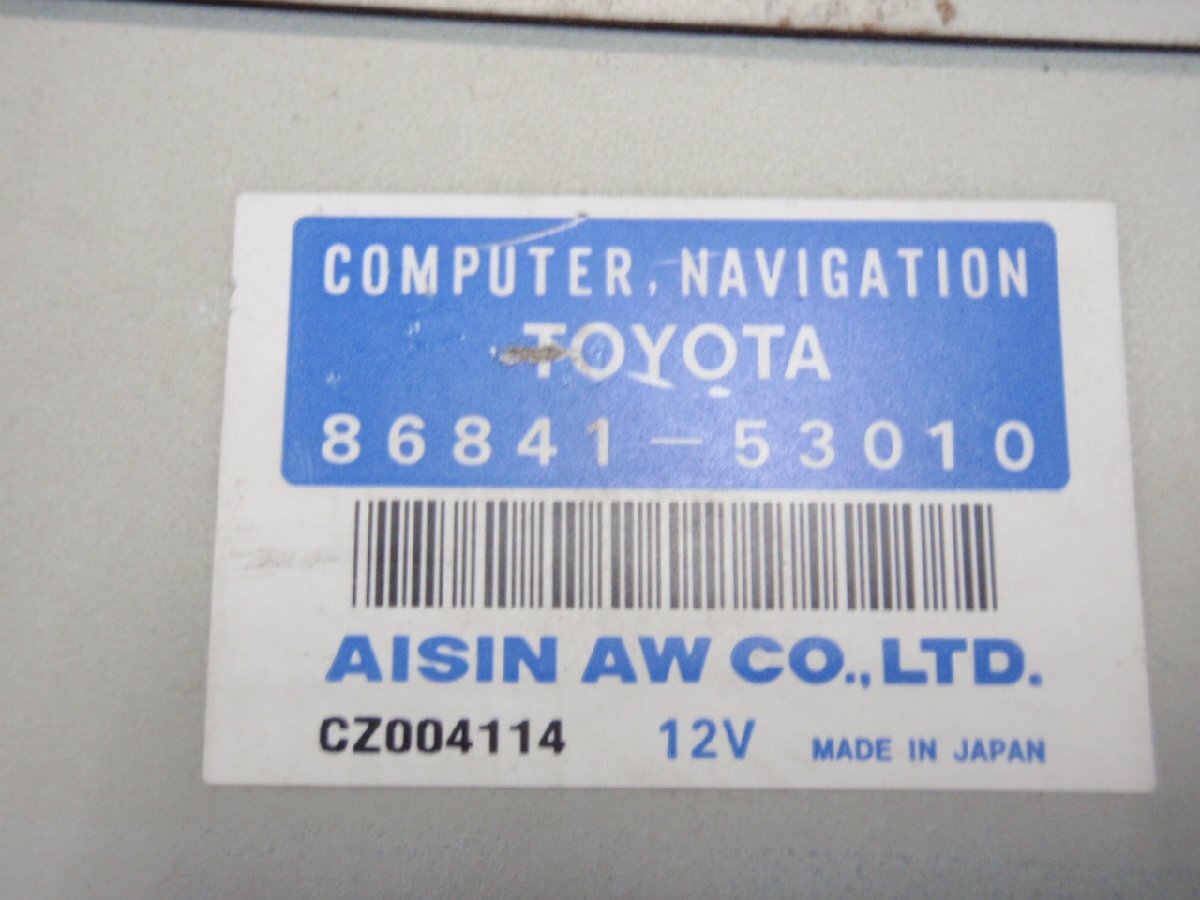 COMPUTER, NAVIGATION
TOYOTA
86841-53010
AISIN AW CO.,LTD.
CZ004114 12V MADE IN JAPAN